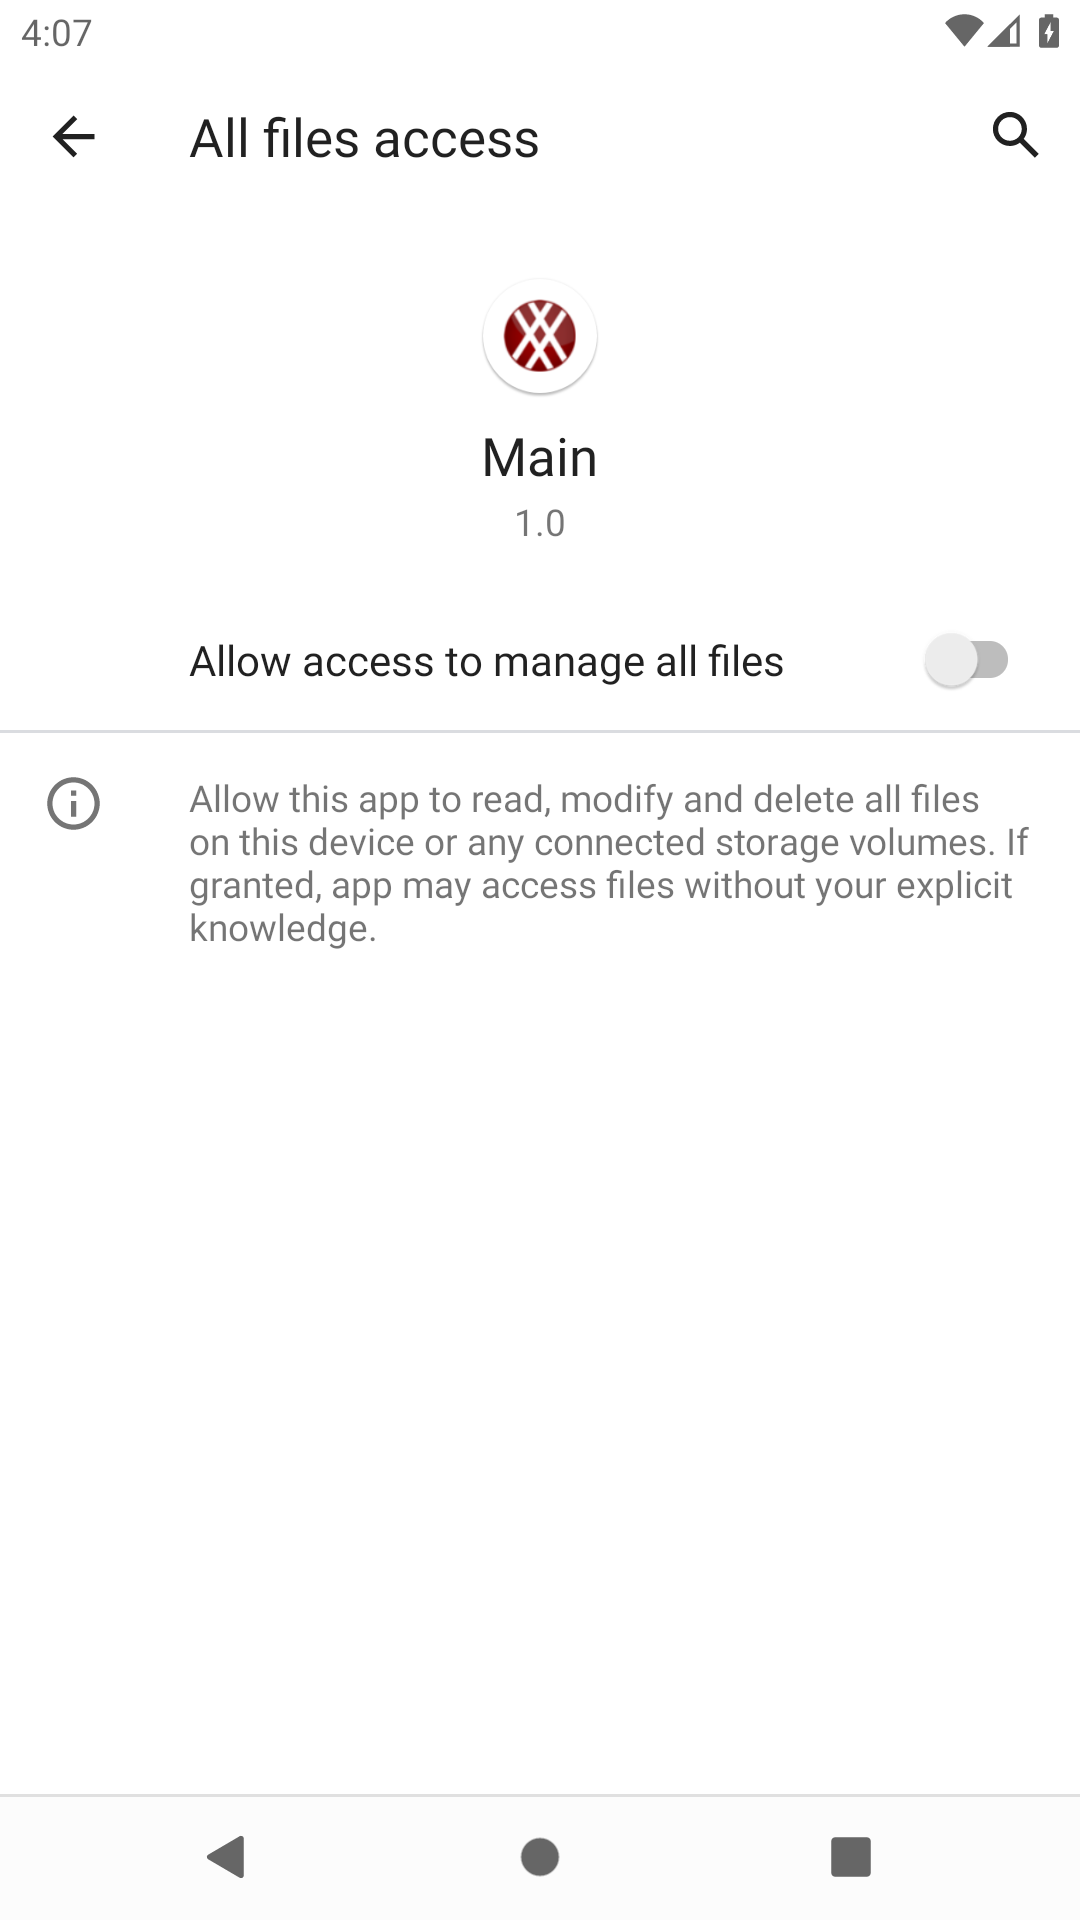 4:07
All files access
Main
1.0
Allow access to manage all files
Allow this app to read, modify and delete all files
on this device or any connected storage volumes. If
granted, app may access files without your explicit
knowledge.